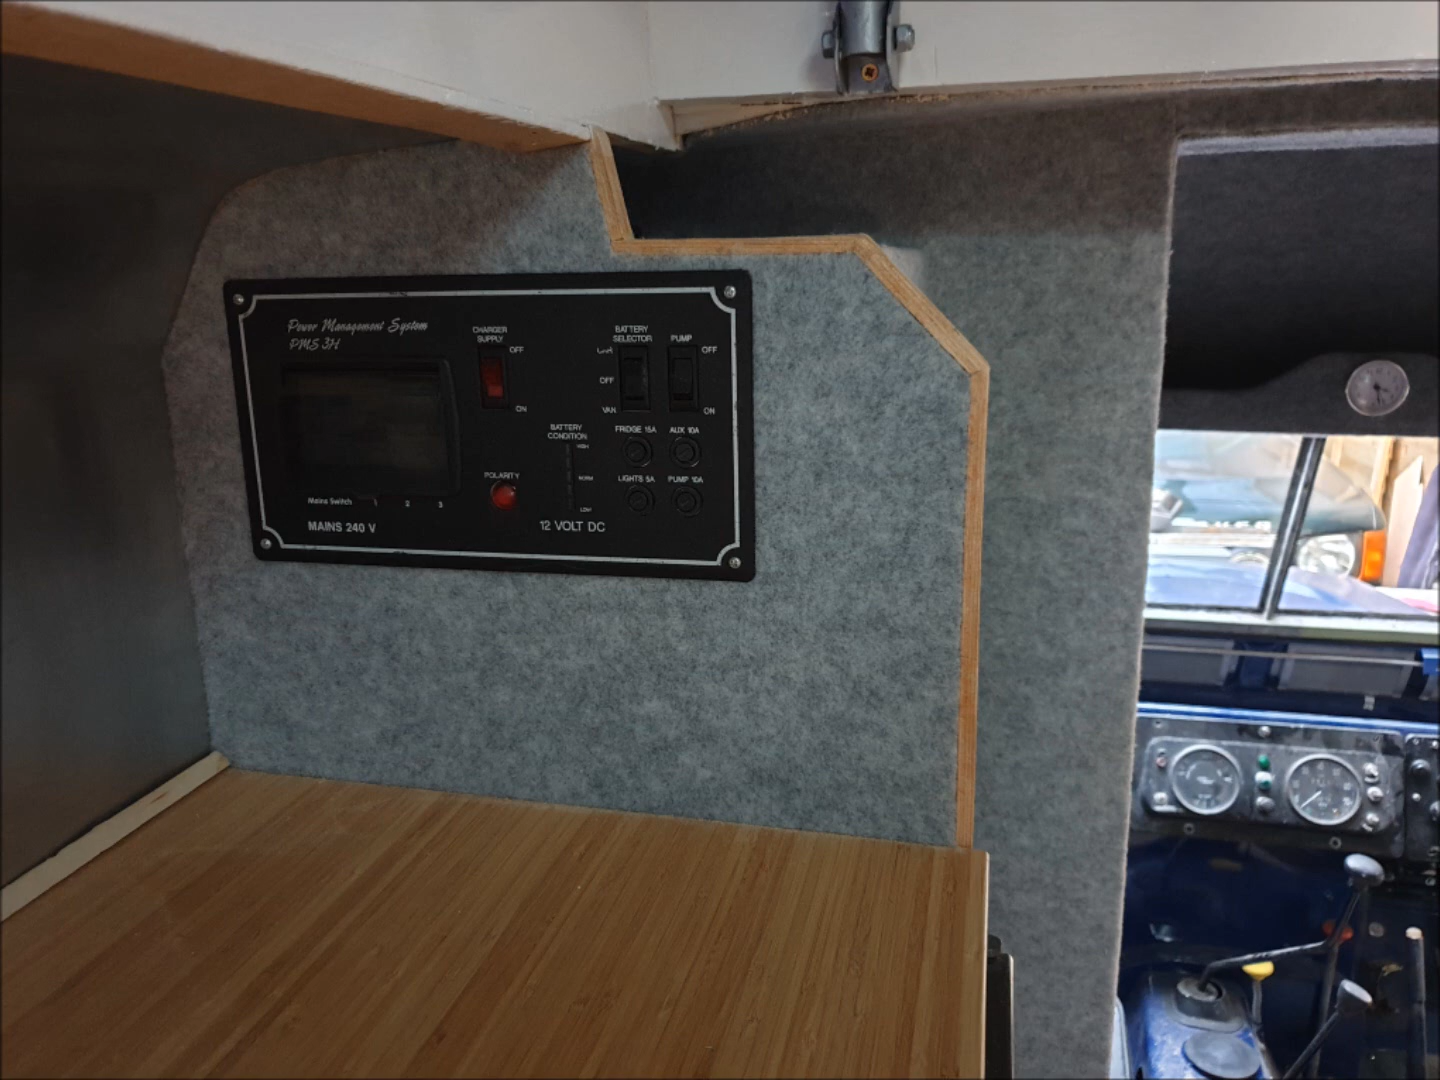 Power Management System
PMS 3H
CHARGER
SUPPLY
OFF
ON
BATTERY
SELECTOR
CAR
OFF
VAN
PUMP
OFF
ON
BATTERY
CONDITION
HIGH
NORM
LOW
FRIDGE 15A
AUX 10A
LIGHTS 5A
PUMP 10A
POLARITY
Mains Switch
1
2
3
MAINS 240 V
12 VOLT DC